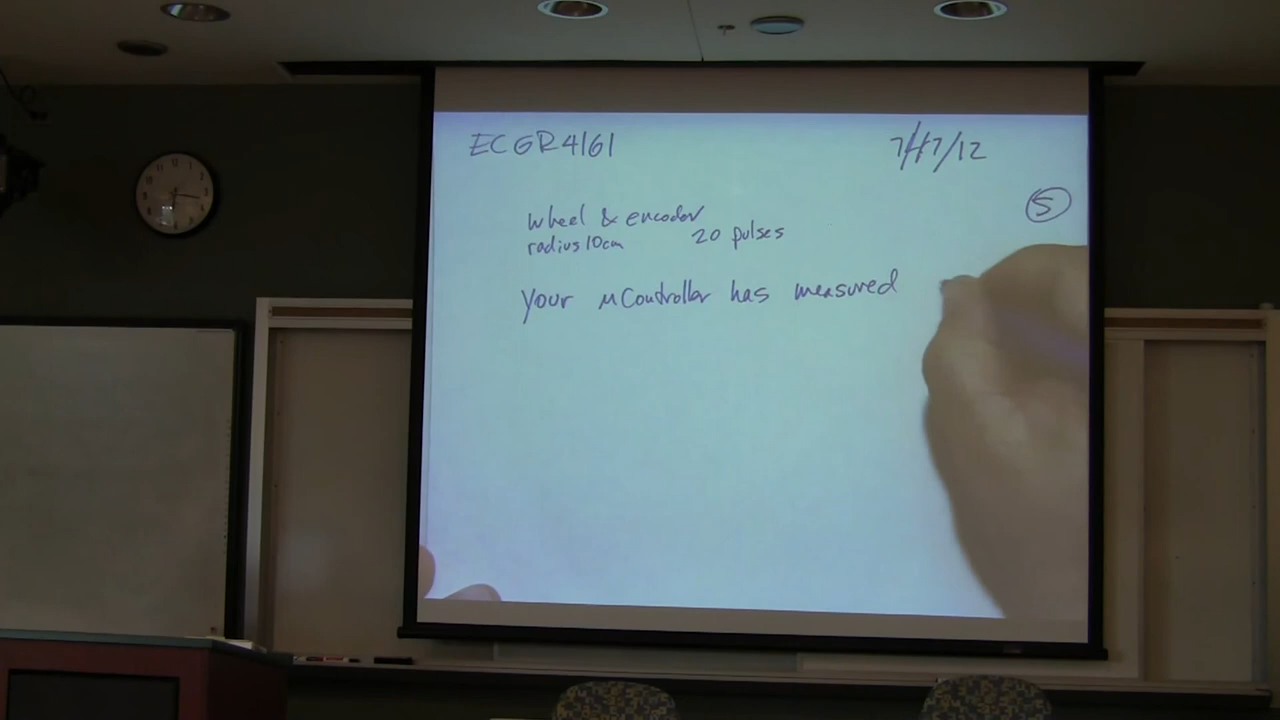 ECGR4161 7/17/12
5
Wheel & encoder
radius 10cm 20 pulses
Your μController has measured